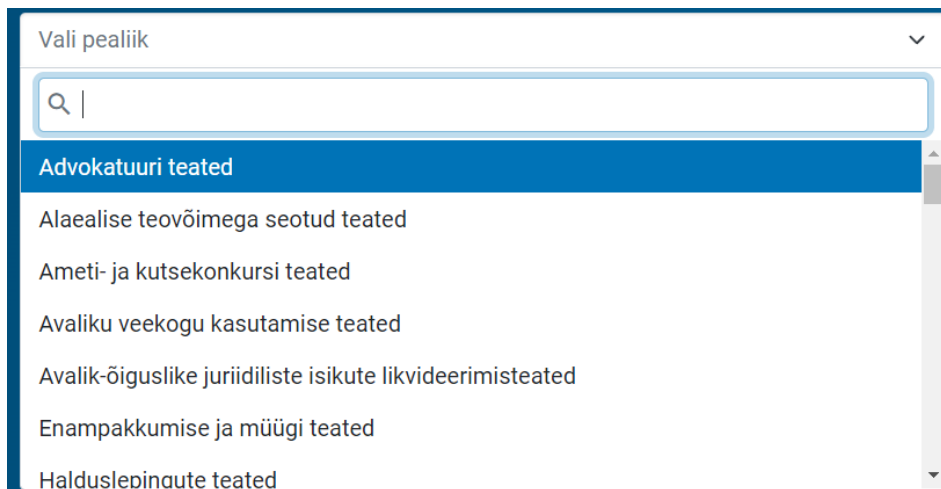 Vali pealiik
Advokatuuri teated
Alaealise teovõimega seotud teated
Ameti- ja kutsekonkursi teated
Avaliku veekogu kasutamise teated
Avalik-õiguslike juriidiliste isikute likvideerimisteated
Enampakkumise ja müügi teated
Halduslepingute teated